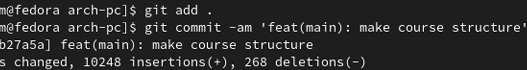 m@fedora arch-pc]$ git add .
m@fedora arch-pc]$ git commit -am 'feat(main): make course structure'
b27a5a] feat(main): make course structure
s changed, 10248 insertions(+), 268 deletions(-)